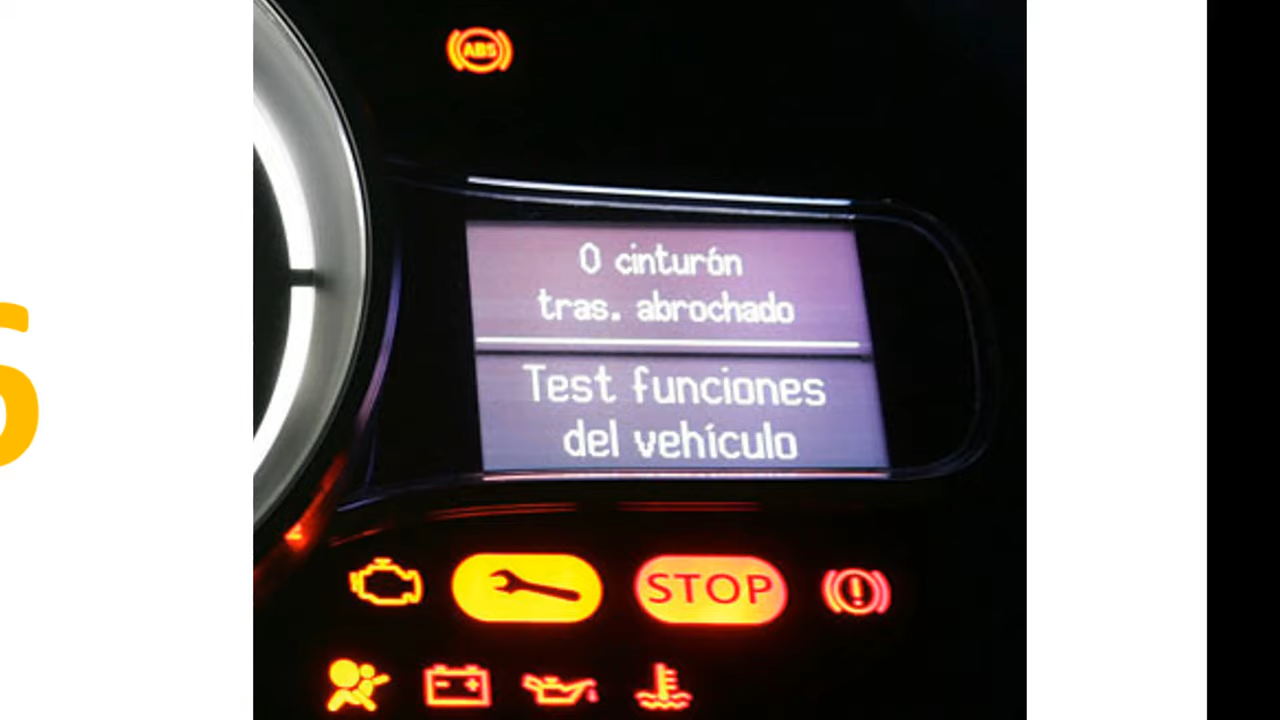 ABS
0 cinturón
tras. abrochado
Test funciones
del vehículo
STOP